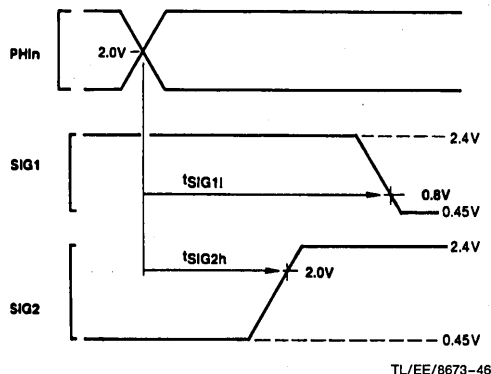 PHIn
2.0V
SIG1
2.4V
tSIG1l
0.8V
0.45V
SIG2
tSIG2h
2.4V
2.0V
0.45V
TL/EE/8673–46